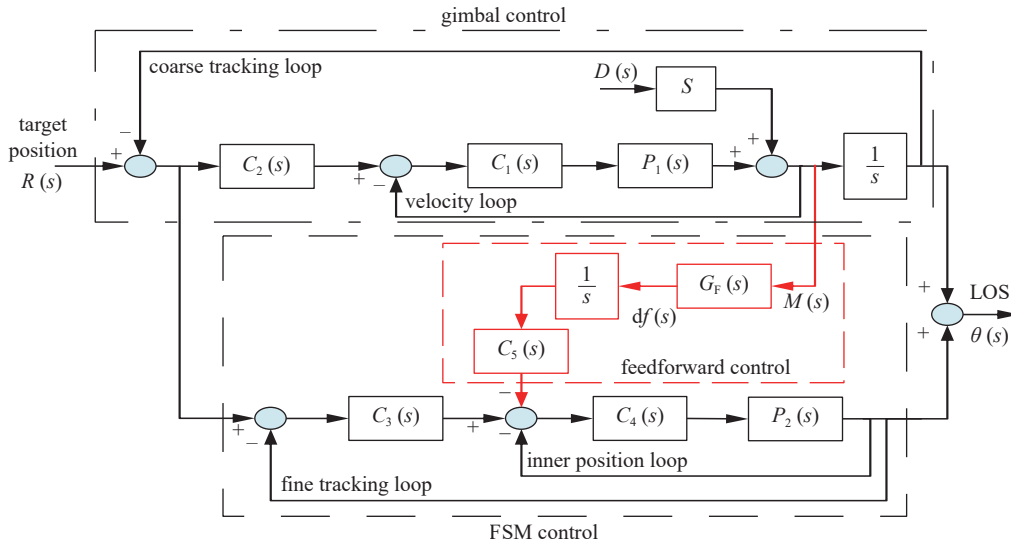 gimbal control
coarse tracking loop
D (s)
S
target
position
R (s)
−
+
C₂ (s)
+
−
C₁ (s)
P₁ (s)
+
+
1/s
velocity loop
1/s
G_F (s)
M (s)
df(s)
C₅ (s)
feedforward control
+
+
LOS
θ (s)
+
−
C₃ (s)
+
−
−
C₄ (s)
P₂ (s)
inner position loop
fine tracking loop
FSM control